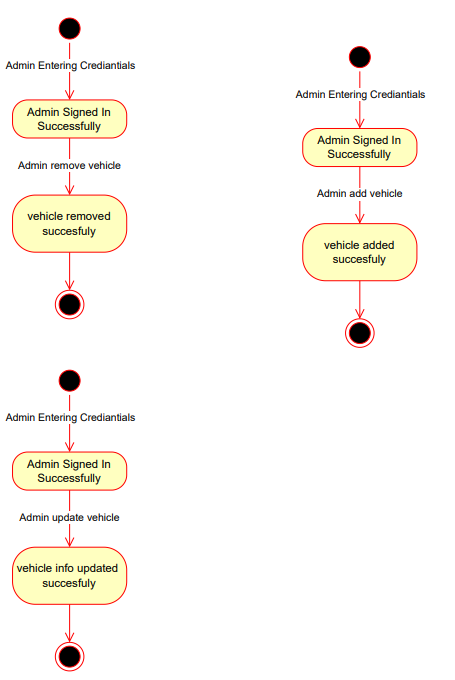 Admin Entering Crediantials
Admin Signed In
Successfully
Admin remove vehicle
vehicle removed
succesfuly
Admin Entering Crediantials
Admin Signed In
Successfully
Admin add vehicle
vehicle added
succesfuly
Admin Entering Crediantials
Admin Signed In
Successfully
Admin update vehicle
vehicle info updated
succesfuly